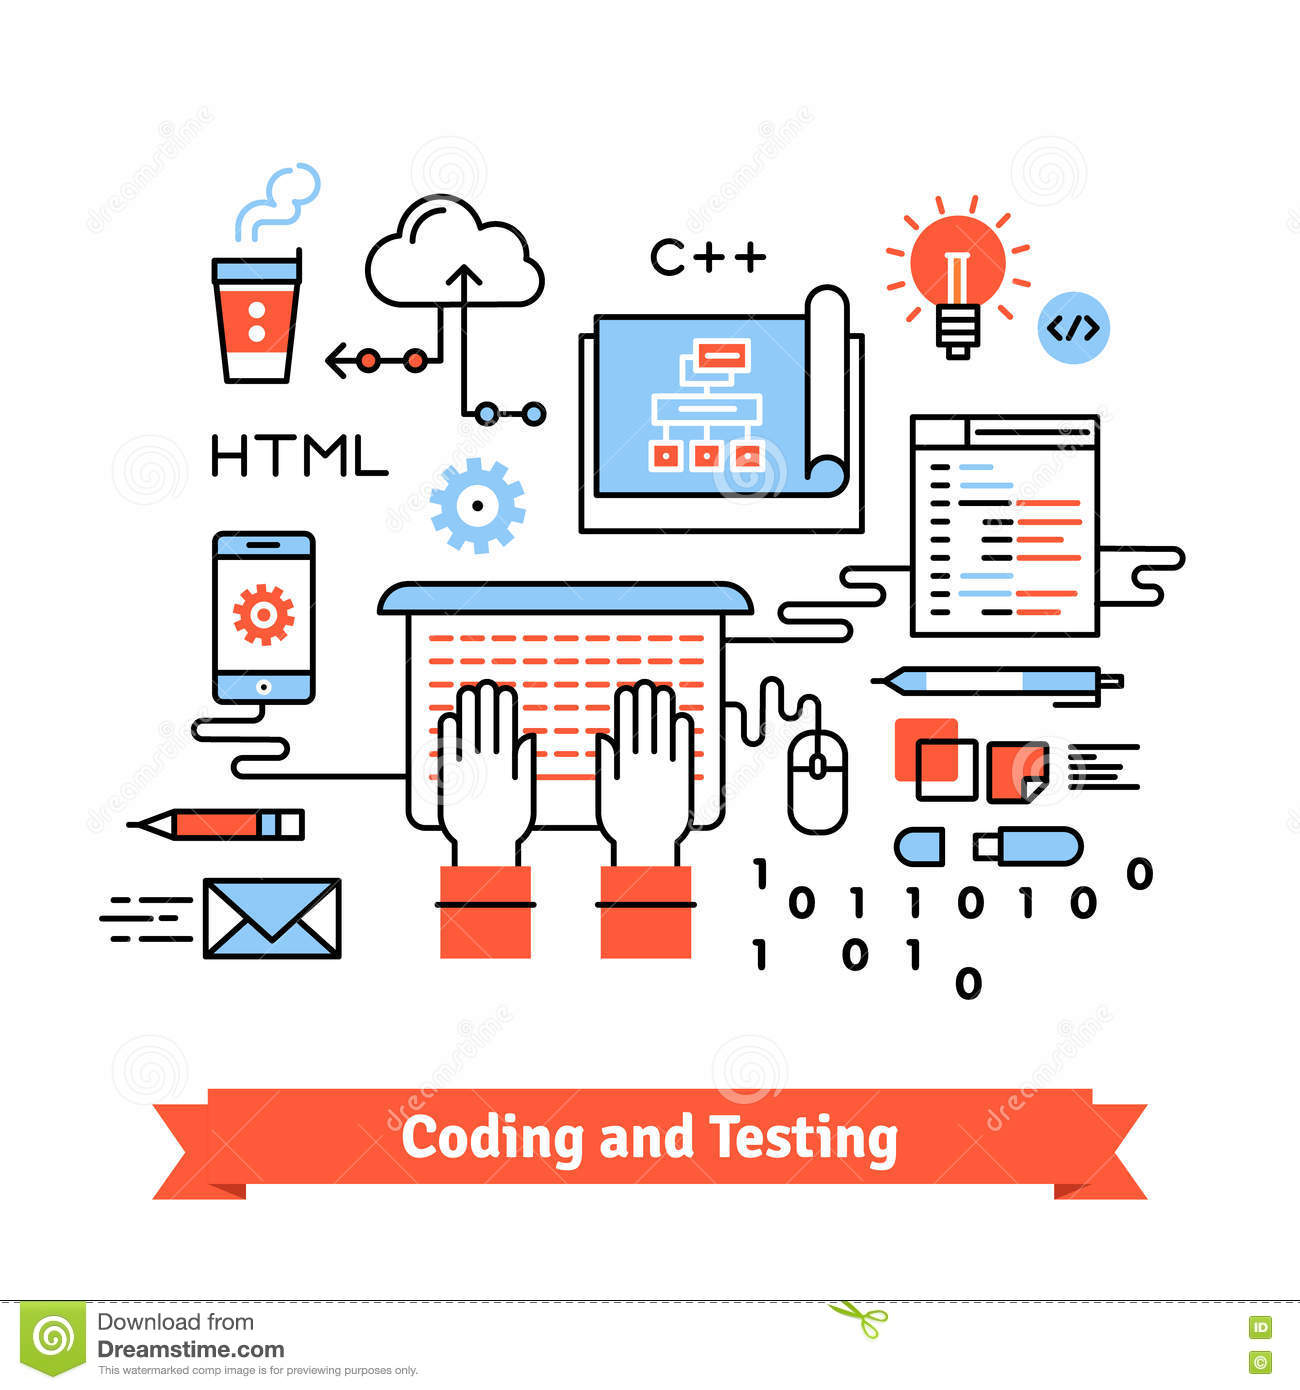 C++
</>
HTML
1 0
0 1 1 0 1 0
1 0 1
0
Coding and Testing
Download from
Dreamstime.com
This watermarked comp image is for previewing purposes only.
ID
©
dreamstime